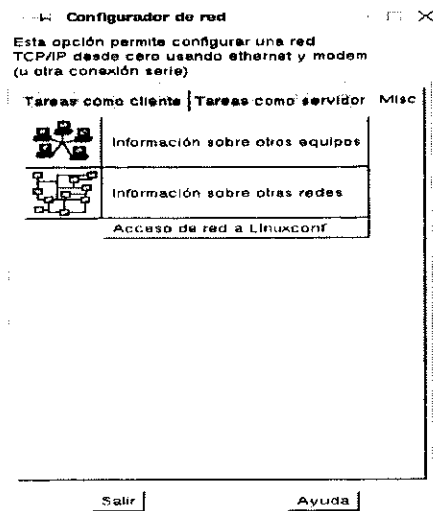 Configurador de red
Esta opción permite configurar una red
TCP/IP desde cero usando ethernet y modem
(u otra conexión serie)
Tareas como cliente Tareas como servidor Misc
Información sobre otros equipos
Información sobre otras redes
Acceso de red a Linuxconf
Salir Ayuda